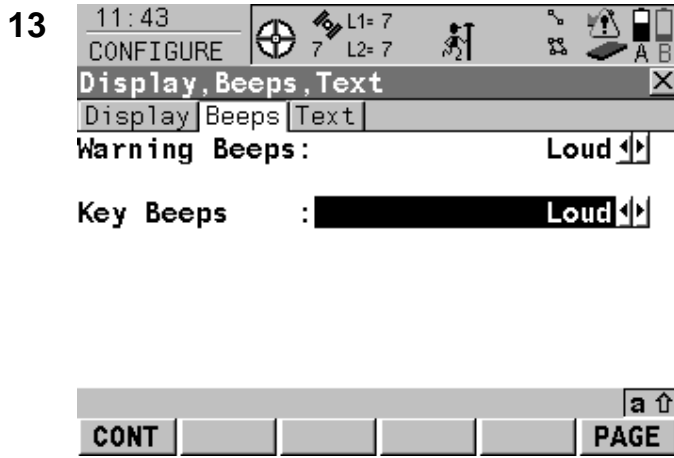 13
11:43
CONFIGURE
L1= 7
7 L2= 7
A B
Display,Beeps,Text
Display Beeps Text
Warning Beeps: Loud
Key Beeps : Loud
a
CONT PAGE